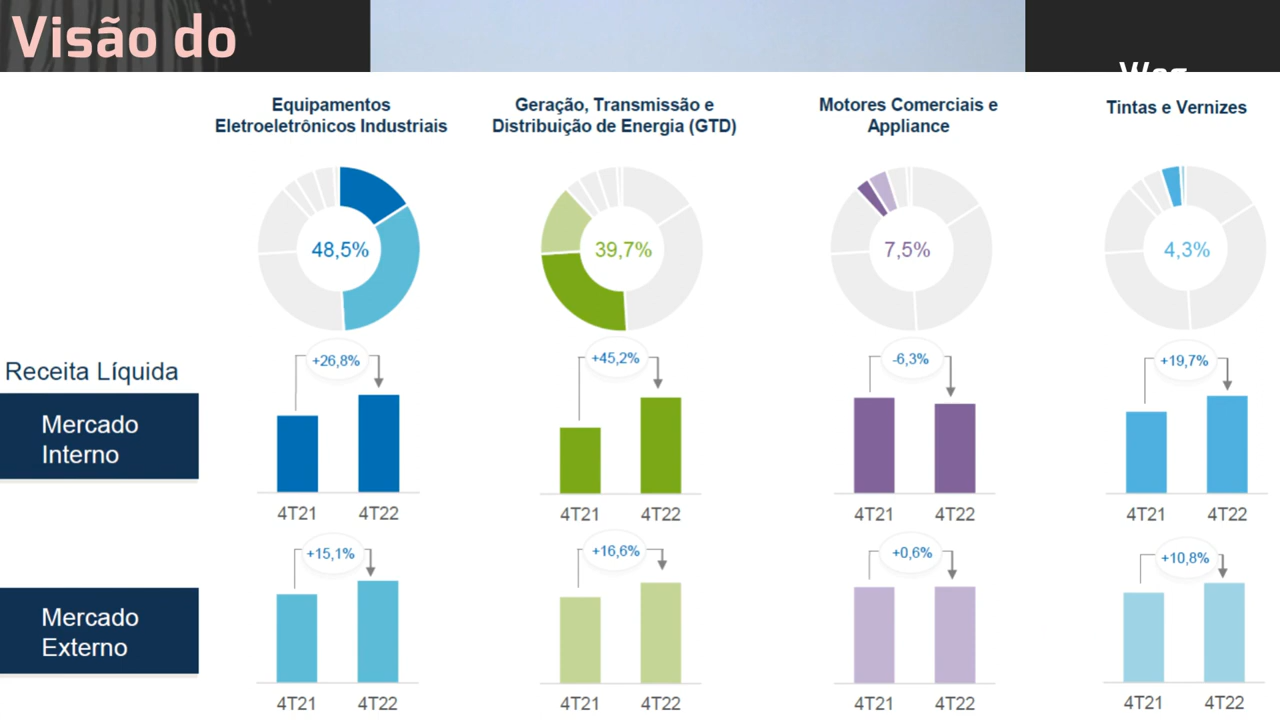 Visão do
Weg
Equipamentos
Eletroeletrônicos Industriais
Geração, Transmissão e
Distribuição de Energia (GTD)
Motores Comerciais e
Appliance
Tintas e Vernizes
48,5%
39,7%
7,5%
4,3%
Receita Líquida
Mercado
Interno
+26,8%
+45,2%
-6,3%
+19,7%
4T21 4T22
4T21 4T22
4T21 4T22
4T21 4T22
Mercado
Externo
+15,1%
+16,6%
+0,6%
+10,8%
4T21 4T22
4T21 4T22
4T21 4T22
4T21 4T22